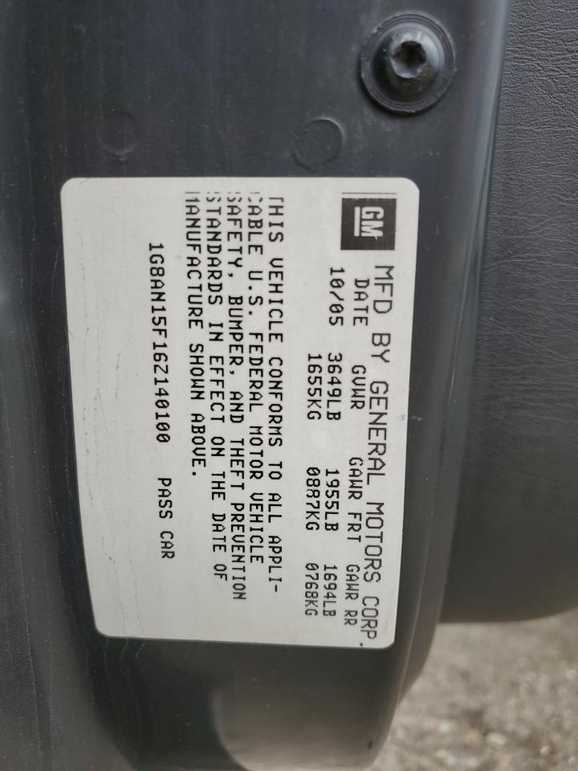 GM MFD BY GENERAL MOTORS CORP.
DATE GVWR GAWR FRT GAWR RR
10/05 3649LB 1955LB 1694LB
1655KG 0887KG 0768KG
THIS VEHICLE CONFORMS TO ALL APPLI-
CABLE U.S. FEDERAL MOTOR VEHICLE
SAFETY, BUMPER, AND THEFT PREVENTION
STANDARDS IN EFFECT ON THE DATE OF
MANUFACTURE SHOWN ABOVE.
1G8AN15F16Z140100 PASS CAR